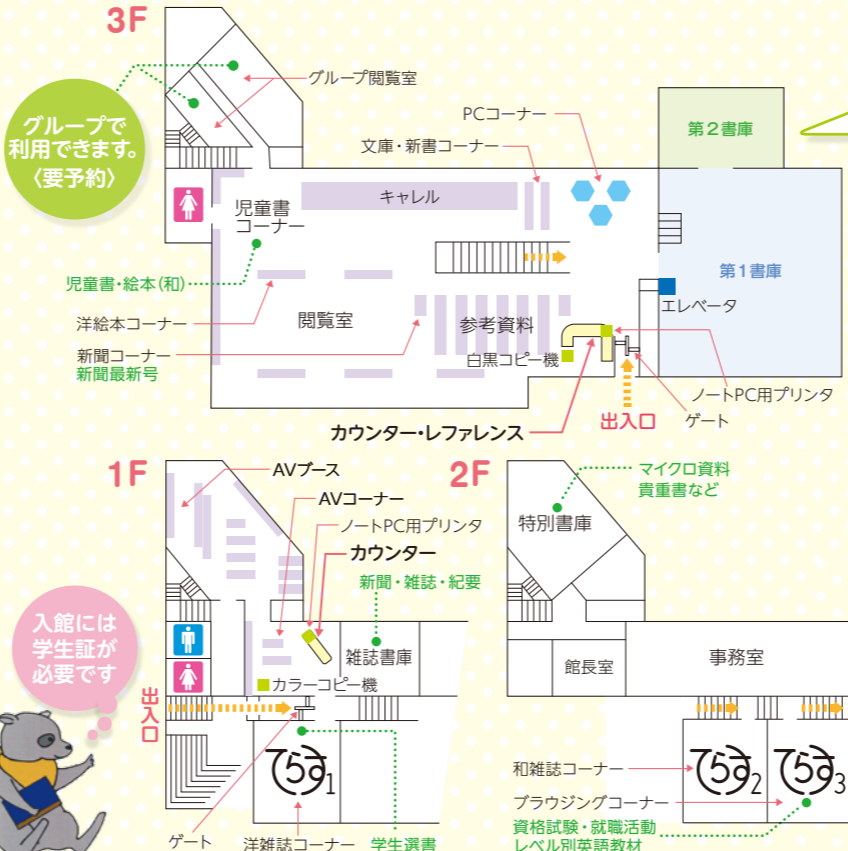 3F
グループ閲覧室
グループで
利用できます。
〈要予約〉
PCコーナー
文庫・新書コーナー
第2書庫
キャレル
児童書
コーナー
児童書・絵本(和)
第1書庫
エレベータ
洋絵本コーナー
閲覧室
参考資料
新聞コーナー
新聞最新号
白黒コピー機
ノートPC用プリンタ
ゲート
出入口
カウンター・レファレンス
1F
AVブース
AVコーナー
ノートPC用プリンタ
カウンター
新聞・雑誌・紀要
雑誌書庫
カラーコピー機
入館には
学生証が
必要です
出入口
てらす1
ゲート
洋雑誌コーナー
学生選書
2F
マイクロ資料
貴重書など
特別書庫
館長室
事務室
てらす2
てらす3
和雑誌コーナー
ブラウジングコーナー
資格試験・就職活動
レベル別英語教材